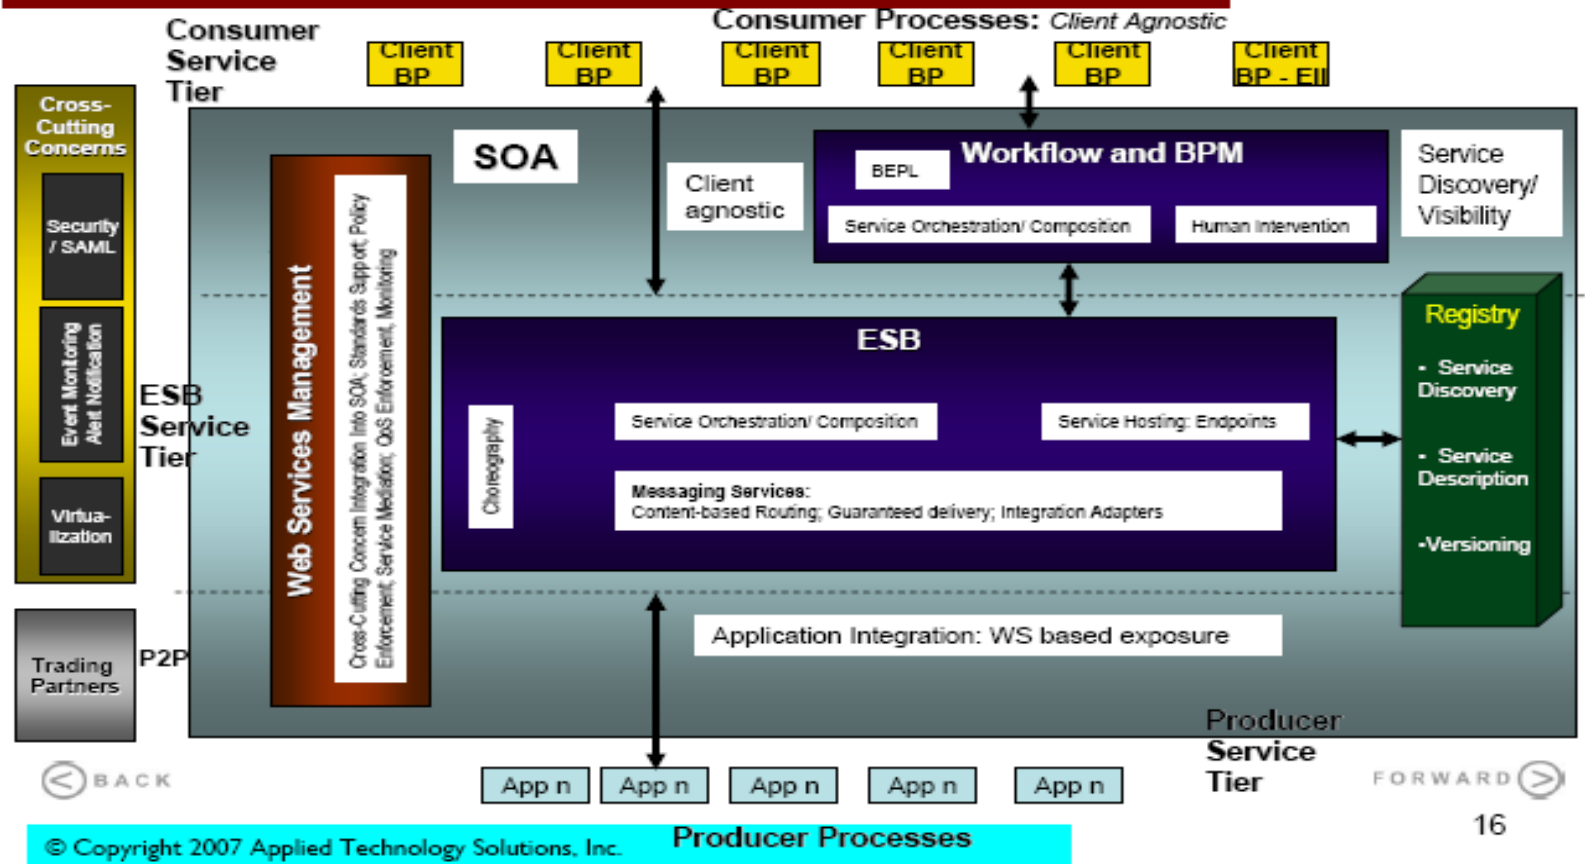 Consumer Processes: Client Agnostic
Consumer
Service
Tier
Client
BP
Client
BP
Client
BP
Client
BP
Client
BP
Client
BP - EII
Cross-
Cutting
Concerns
Security
/ SAML
Event Monitoring
Alert Notification
Virtua-
lization
Trading
Partners
ESB
Service
Tier
P2P
Web Services Management
Cross-Cutting Concern Integration Into SOA; Standards Support; Policy
Enforcement; Service Mediation; QoS Enforcement, Monitoring
SOA
Client
agnostic
Workflow and BPM
BEPL
Service Orchestration/ Composition
Human Intervention
Service
Discovery/
Visibility
ESB
Choreography
Service Orchestration/ Composition
Service Hosting: Endpoints
Messaging Services:
Content-based Routing; Guaranteed delivery; Integration Adapters
Registry
- Service
Discovery
- Service
Description
-Versioning
Application Integration: WS based exposure
Producer
Service
Tier
BACK
App n
App n
App n
App n
App n
FORWARD
16
Producer Processes
© Copyright 2007 Applied Technology Solutions, Inc.